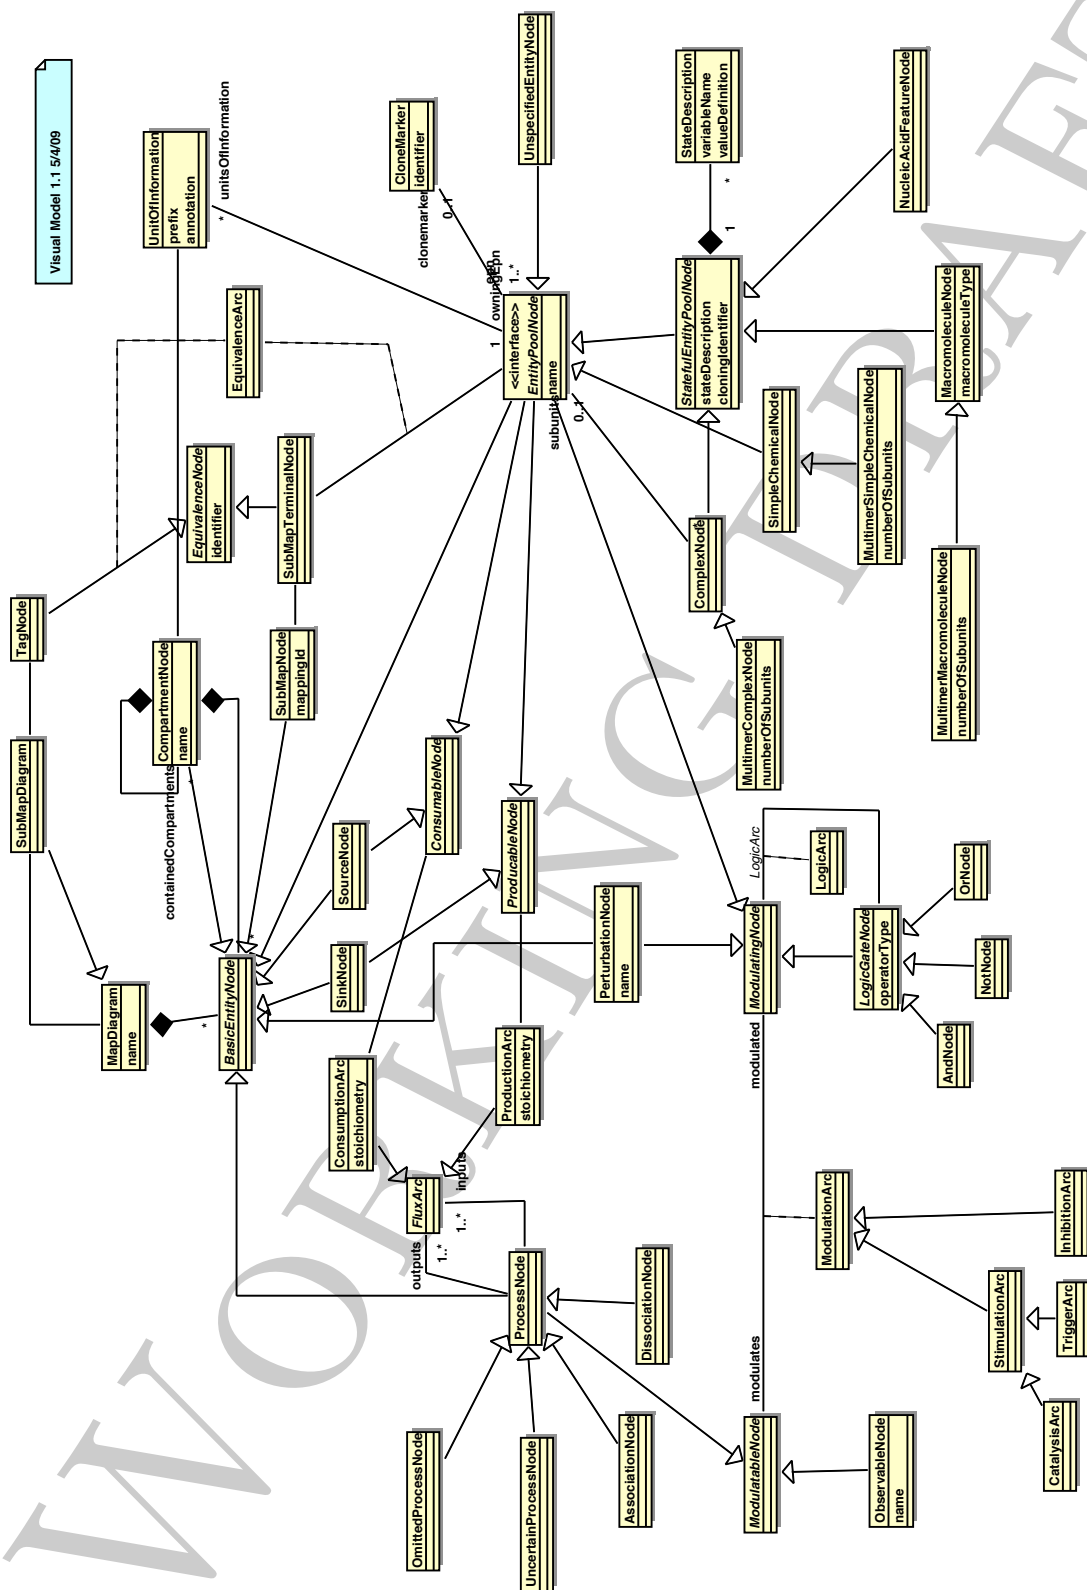 Visual Model 1.1 5/4/09
UnitOfInformation
prefix
annotation
*
unitsOfInformation
CloneMarker
identifier
clonemarker
0..1
UnspecifiedEntityNode
StateDescription
variableName
valueDefinition
*
1
NucleicAcidFeatureNode
EquivalenceArc
EquivalenceNode
identifier
SubMapTerminalNode
owningEpn
1..*
1
<<interface>>
EntityPoolNode
name
subunits
0..1
StatefulEntityPoolNode
stateDescription
cloningIdentifier
MacromoleculeNode
macromoleculeType
SimpleChemicalNode
MultimerSimpleChemicalNode
numberOfSubunits
ComplexNode
MultimerComplexNode
numberOfSubunits
MultimerMacromoleculeNode
numberOfSubunits
TagNode
SubMapDiagram
CompartmentNode
name
containedCompartments
*
SubMapNode
mappingId
ConsumableNode
ProducableNode
SourceNode
SinkNode
PerturbationNode
name
MapDiagram
name
*
BasicEntityNode
*
LogicArc
LogicArc
ModulatingNode
LogicGateNode
operatorType
OrNode
NotNode
AndNode
modulated
ConsumptionArc
stoichiometry
ProductionArc
stoichiometry
FluxArc
inputs
1..*
outputs
1..*
ProcessNode
DissociationNode
OmittedProcessNode
UncertainProcessNode
AssociationNode
modulates
ModulatableNode
ObservableNode
name
ModulationArc
InhibitionArc
StimulationArc
TriggerArc
CatalysisArc
WORKING DRAFT